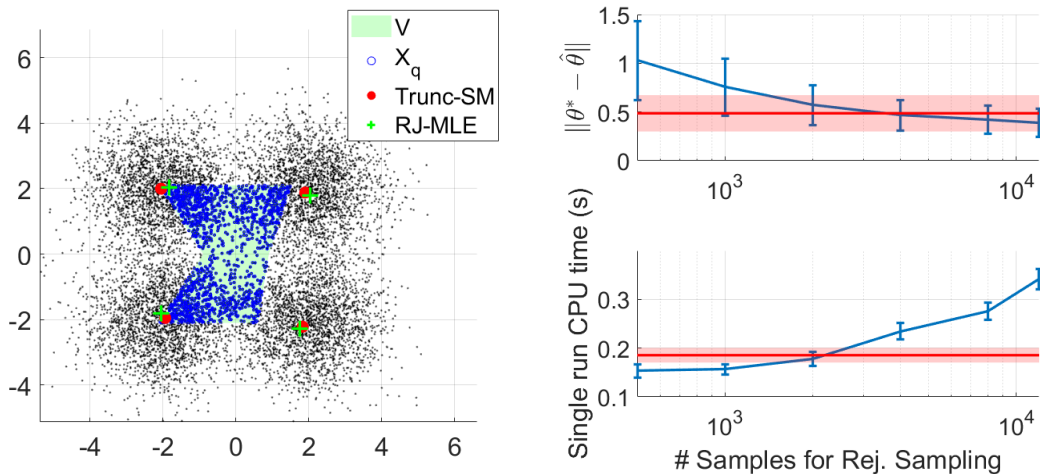 V
X_q
Trunc-SM
RJ-MLE
6
4
2
0
-2
-4
-4 -2 0 2 4 6
‖θ* − θ̂‖
1.5
1
0.5
0
10^3 10^4
Single run CPU time (s)
0.3
0.2
0.1
10^3 10^4
# Samples for Rej. Sampling